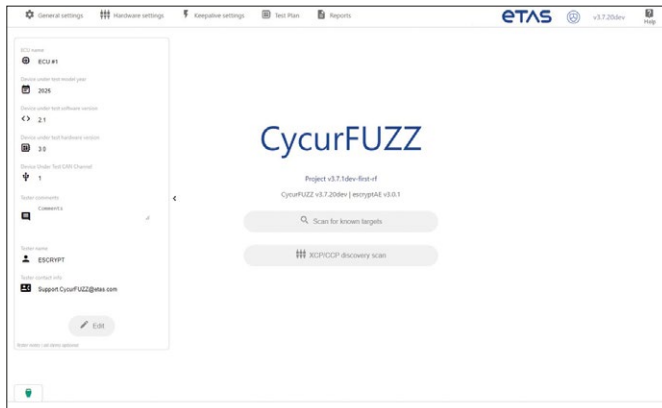 General settings
Hardware settings
Keepalive settings
Test Plan
Reports
eTAS
v3.7.20dev
Help
ECU name
ECU #1
Device under test model year
2025
Device under test software version
2.1
Device under test hardware version
3.0
Device Under Test CAN Channel
1
Tester comments
Comments
Tester name
ESCRYPT
Tester contact info
Support.CycurFUZZ@etas.com
Edit
CycurFUZZ
Project v3.7.1dev-first-rf
CycurFUZZ v3.7.20dev | escryptAE v3.0.1
Scan for known targets
XCP/CCP discovery scan